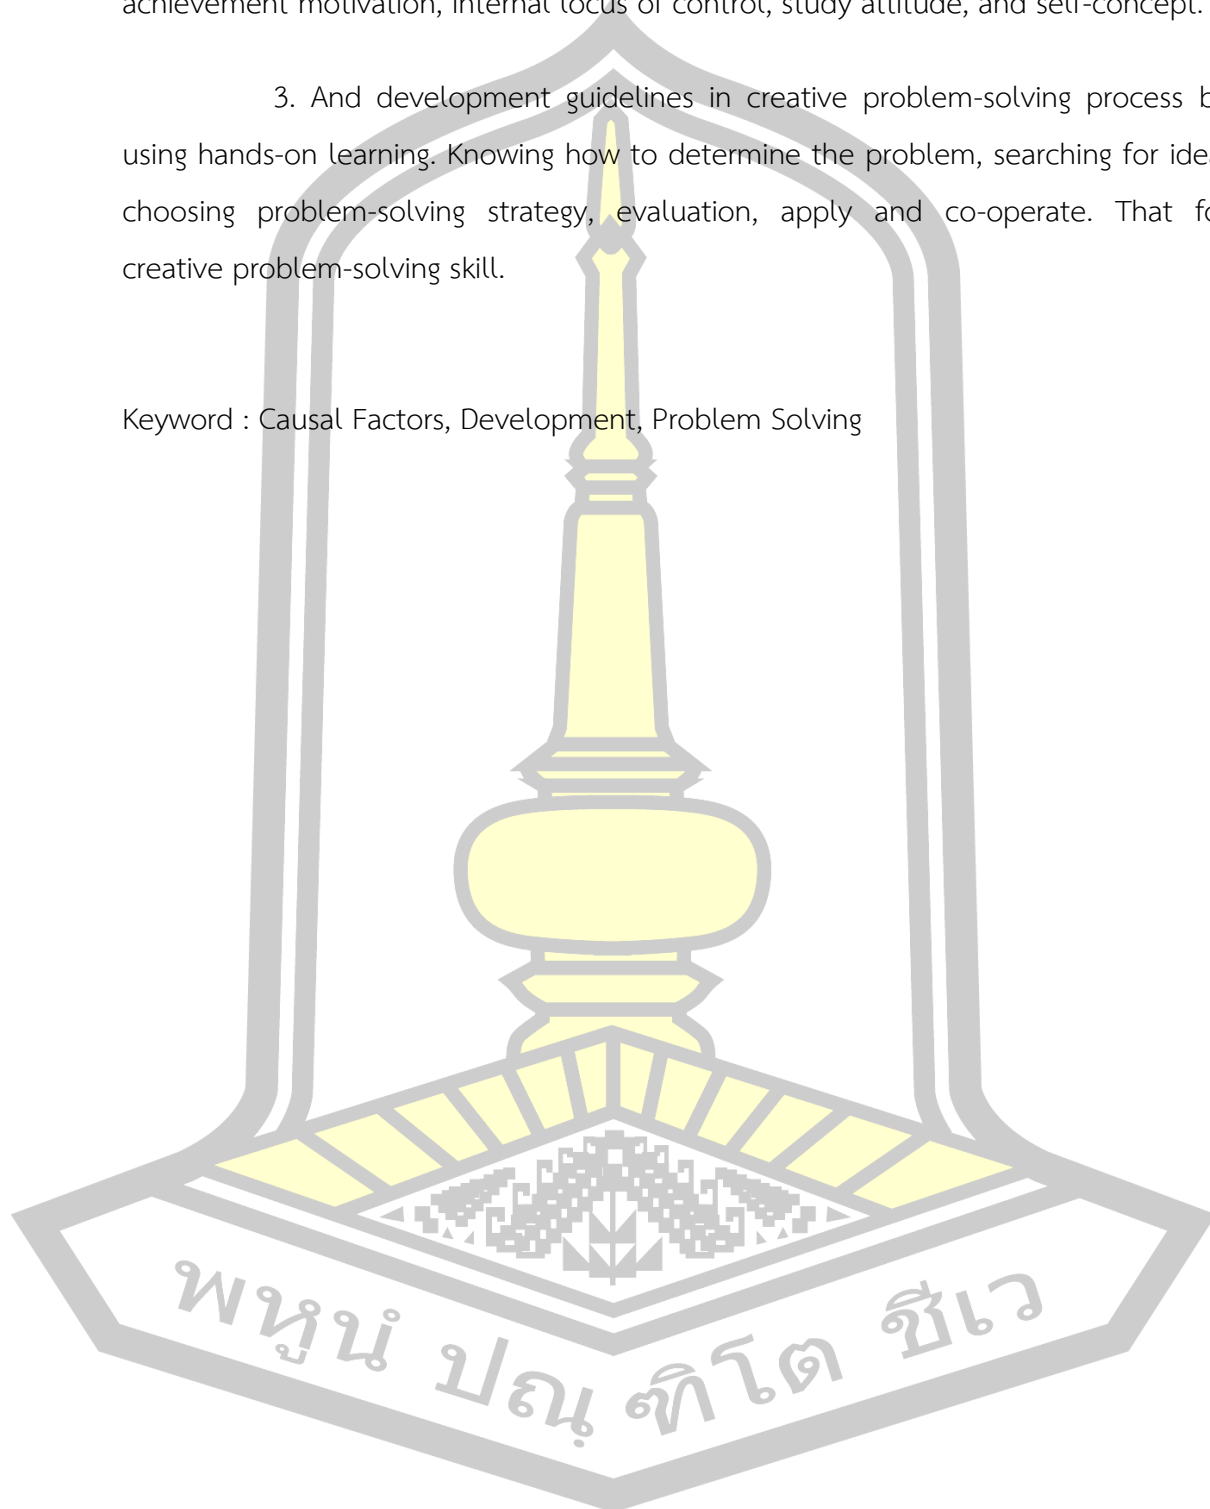 achievement motivation, internal locus of control, study attitude, and self-concept.
3. And development guidelines in creative problem-solving process b
using hands-on learning. Knowing how to determine the problem, searching for idea
choosing problem-solving strategy, evaluation, apply and co-operate. That fo
creative problem-solving skill.
Keyword : Causal Factors, Development, Problem Solving
พหูนํ ปณฺฑิโต ชีเว